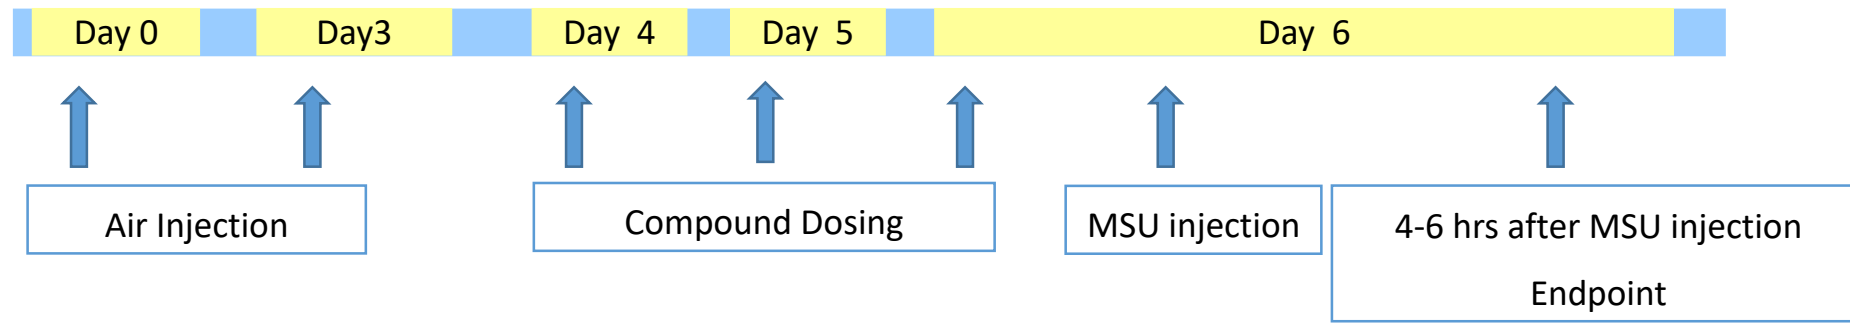 Day 0
Day3
Day 4
Day 5
Day 6
Air Injection
Compound Dosing
MSU injection
4-6 hrs after MSU injection
Endpoint